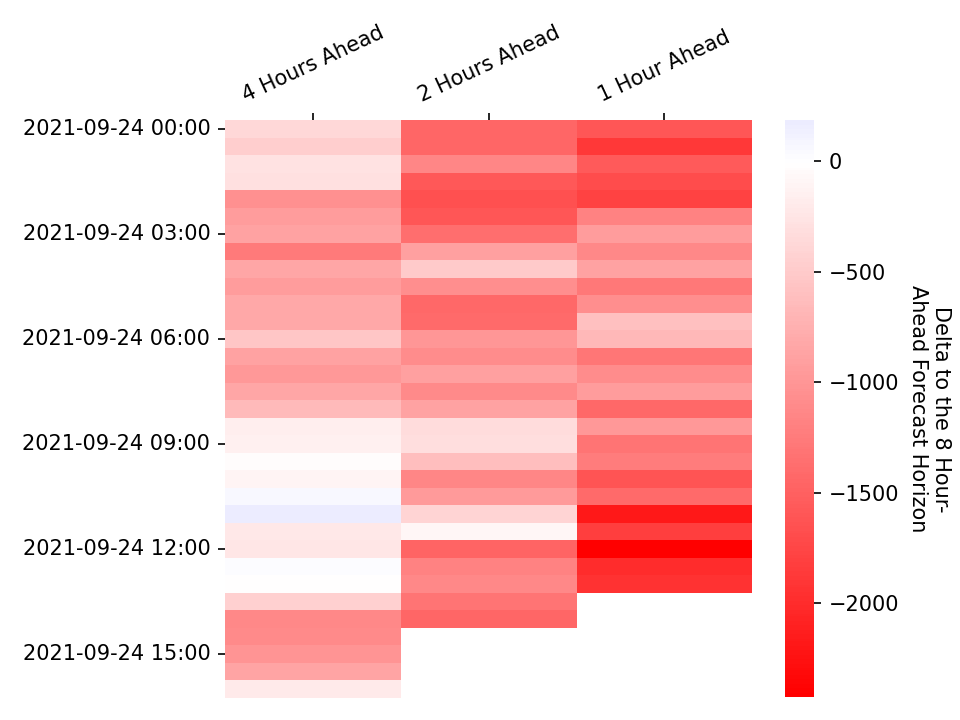 4 Hours Ahead
2 Hours Ahead
1 Hour Ahead
2021-09-24 00:00
2021-09-24 03:00
2021-09-24 06:00
2021-09-24 09:00
2021-09-24 12:00
2021-09-24 15:00
0
−500
−1000
−1500
−2000
Delta to the 8 Hour-
Ahead Forecast Horizon